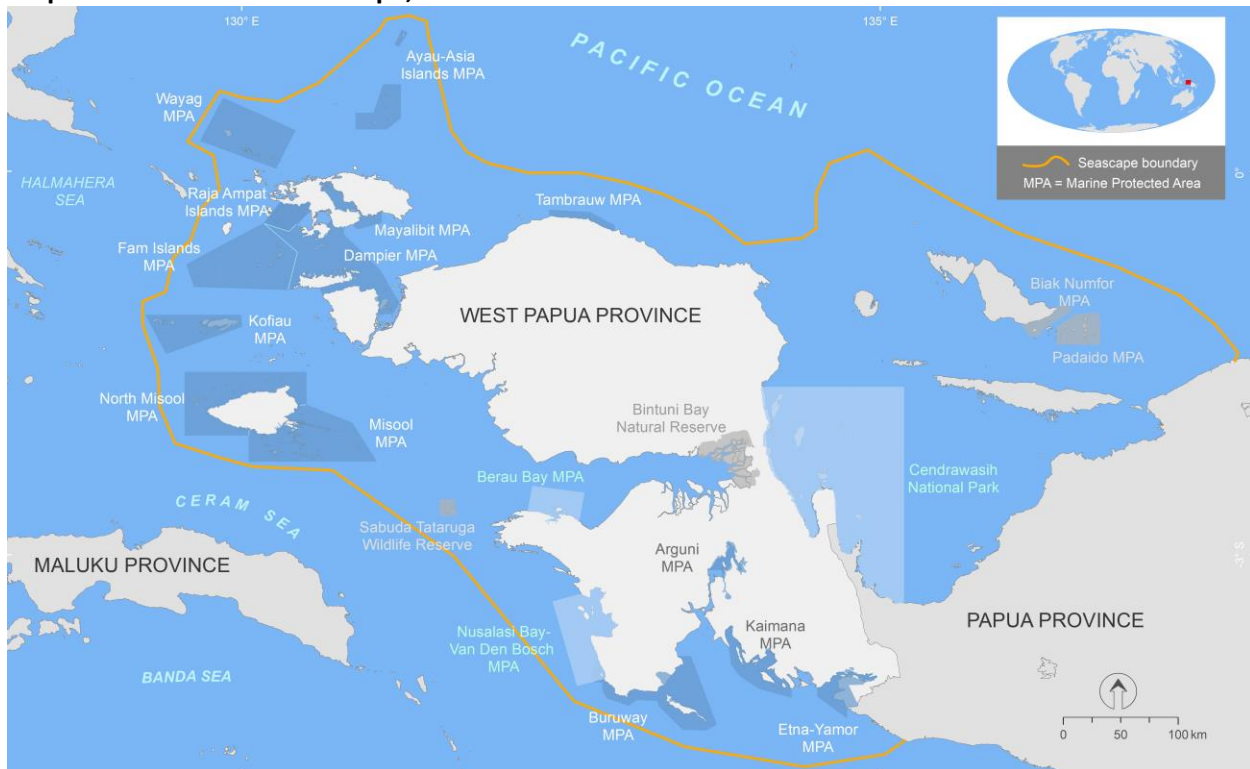 130° E
135° E
PACIFIC OCEAN
Ayau-Asia
Islands MPA
Wayag
MPA
Seascape boundary
MPA = Marine Protected Area
0°
HALMAHERA
SEA
Raja Ampat
Islands MPA
Tambrauw MPA
Mayalibit MPA
Fam Islands
MPA
Dampier MPA
Biak Numfor
MPA
WEST PAPUA PROVINCE
Kofiau
MPA
Padaido MPA
North Misool
MPA
Misool
MPA
Bintuni Bay
Natural Reserve
Berau Bay MPA
Cendrawasih
National Park
CERAM SEA
Sabuda Tataruga
Wildlife Reserve
-3° S
MALUKU PROVINCE
Arguni
MPA
Kaimana
MPA
PAPUA PROVINCE
Nusalasi Bay-
Van Den Bosch
MPA
BANDA SEA
Buruway
MPA
Etna-Yamor
MPA
0 50 100 km